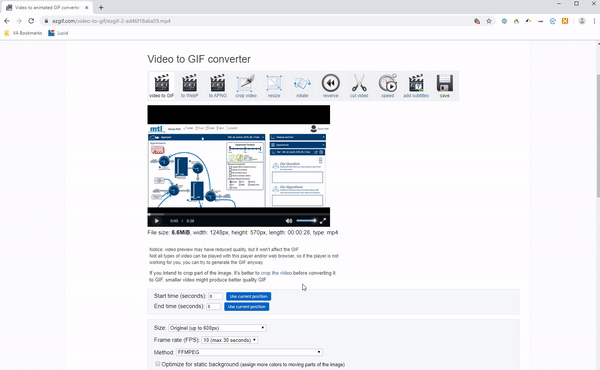 Video to animated GIF converte
ezgif.com/video-to-gif/ezgif-2-ad46f18a6a59.mp4
VA Bookmarks Lucid
Video to GIF converter
video to GIF to WebP to APNG crop video resize rotate reverse cut video speed add subtitles save
mtl
Our Question
Our Hypothesis
0:00 / 0:28
File size: 6.6MiB, width: 1248px, height: 570px, length: 00:00:28, type: mp4
Notice: video preview may have reduced quality, but it won't affect the GIF.
Not all types of video can be played with this player and/or web browser, so if the player is not
working for you, you can try to generate the GIF anyway.
If you intend to crop part of the image, it's better to crop the video before converting it
to GIF. smaller video might produce better quality GIF.
Start time (seconds): 0 Use current position
End time (seconds): 5 Use current position
Size: Original (up to 600px)
Frame rate (FPS): 10 (max 30 seconds)
Method: FFMPEG
Optimize for static background (assign more colors to moving parts of the image)